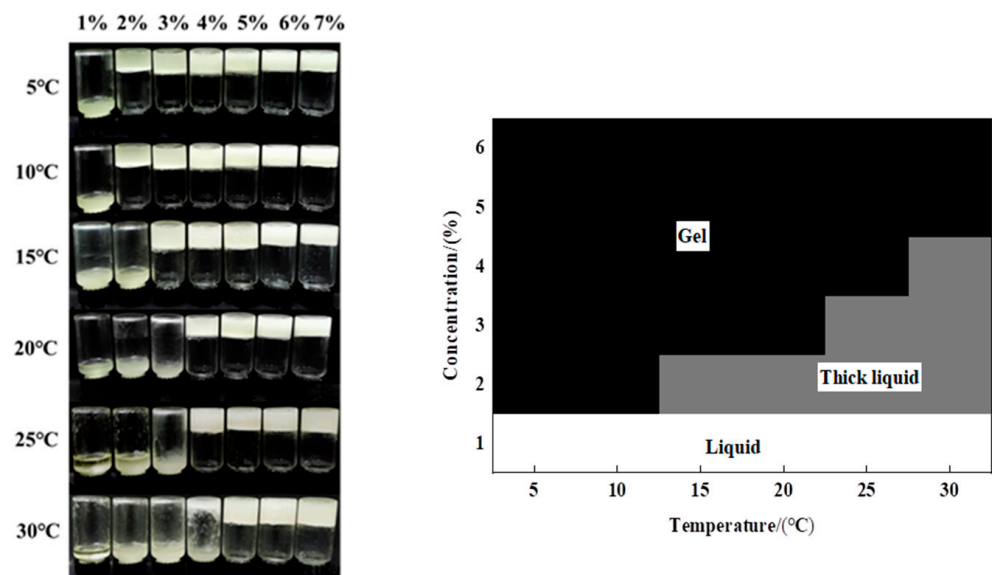 1% 2% 3% 4% 5% 6% 7%
5℃
10℃
15℃
20℃
25℃
30℃
Concentration/(%)
6
5
4
3
2
1
Gel
Thick liquid
Liquid
5 10 15 20 25 30
Temperature/(℃)